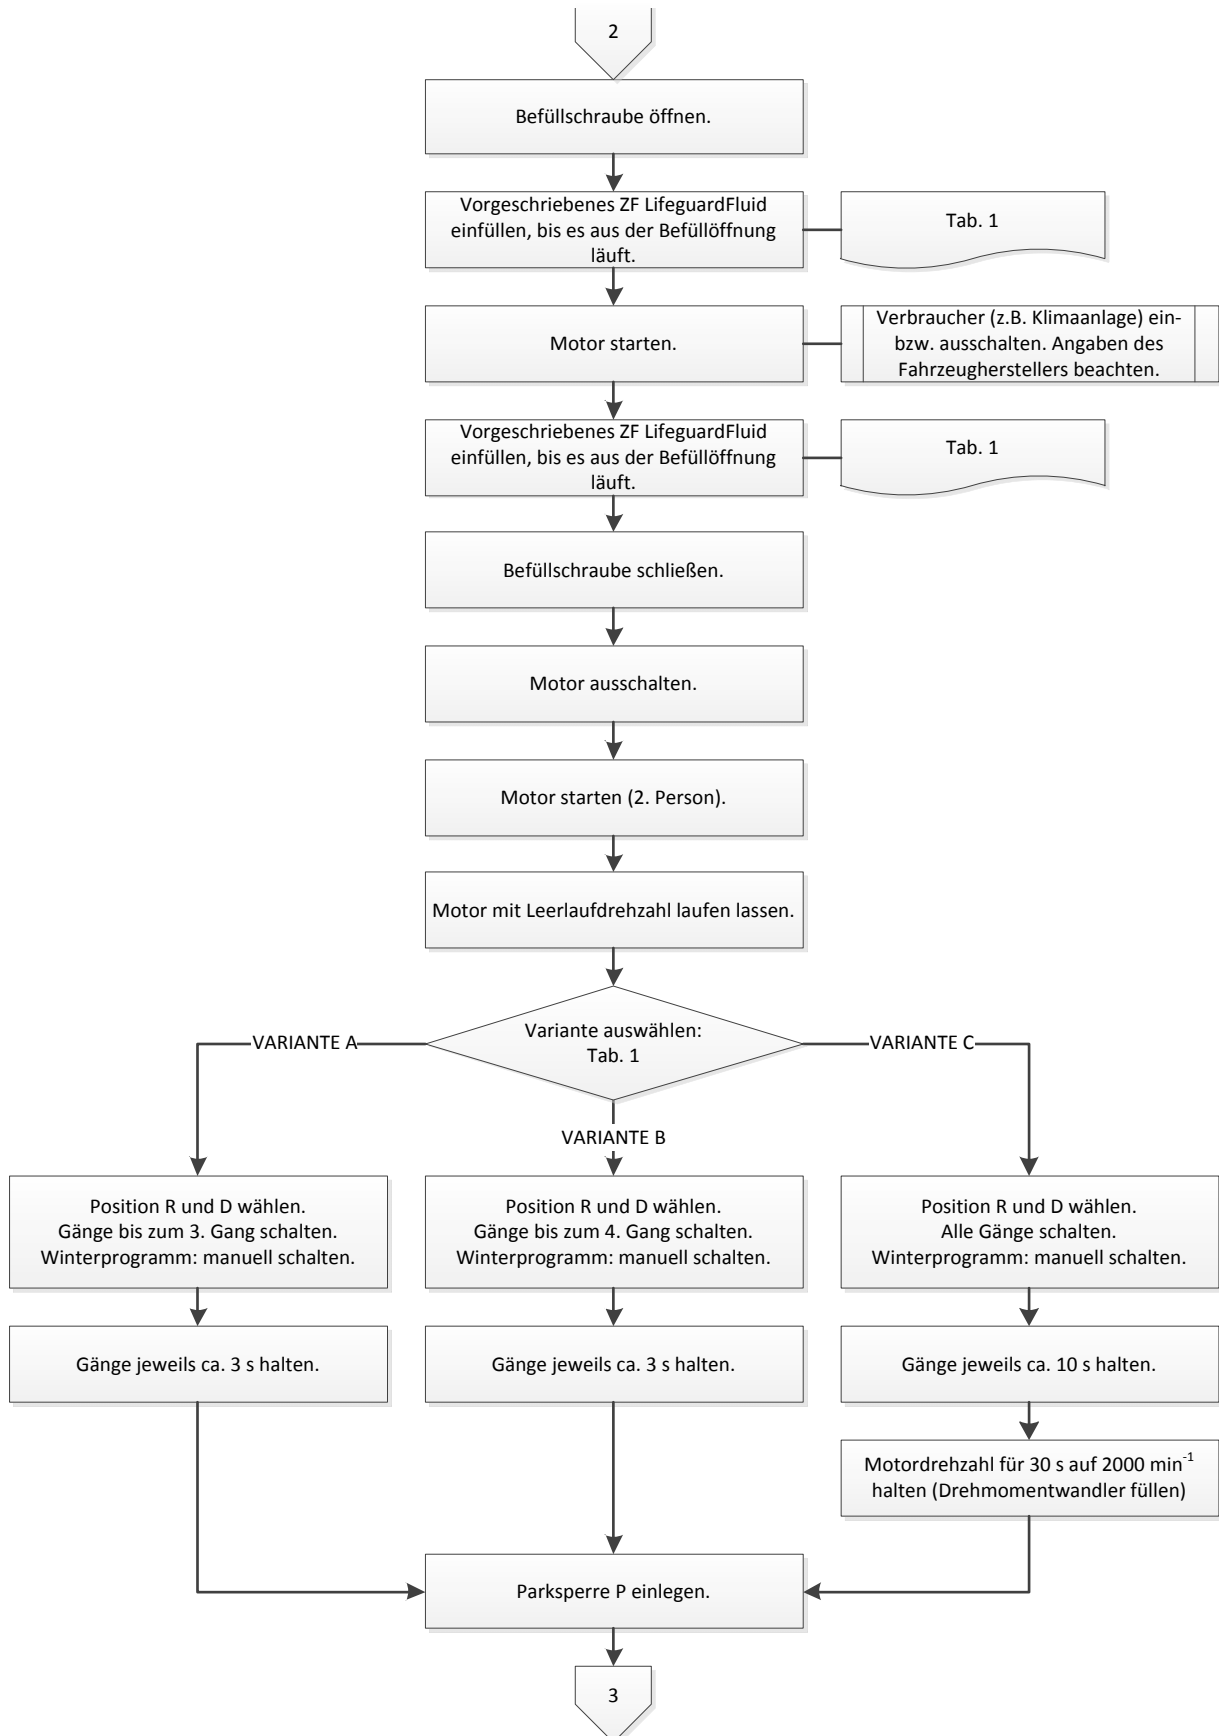 2
Befüllschraube öffnen.
Vorgeschriebenes ZF LifeguardFluid
einfüllen, bis es aus der Befüllöffnung
läuft.
Tab. 1
Motor starten.
Verbraucher (z.B. Klimaanlage) ein-
bzw. ausschalten. Angaben des
Fahrzeugherstellers beachten.
Vorgeschriebenes ZF LifeguardFluid
einfüllen, bis es aus der Befüllöffnung
läuft.
Tab. 1
Befüllschraube schließen.
Motor ausschalten.
Motor starten (2. Person).
Motor mit Leerlaufdrehzahl laufen lassen.
Variante auswählen:
Tab. 1
VARIANTE A
VARIANTE B
VARIANTE C
Position R und D wählen.
Gänge bis zum 3. Gang schalten.
Winterprogramm: manuell schalten.
Position R und D wählen.
Gänge bis zum 4. Gang schalten.
Winterprogramm: manuell schalten.
Position R und D wählen.
Alle Gänge schalten.
Winterprogramm: manuell schalten.
Gänge jeweils ca. 3 s halten.
Gänge jeweils ca. 3 s halten.
Gänge jeweils ca. 10 s halten.
Motordrehzahl für 30 s auf 2000 min⁻¹
halten (Drehmomentwandler füllen)
Parksperre P einlegen.
3